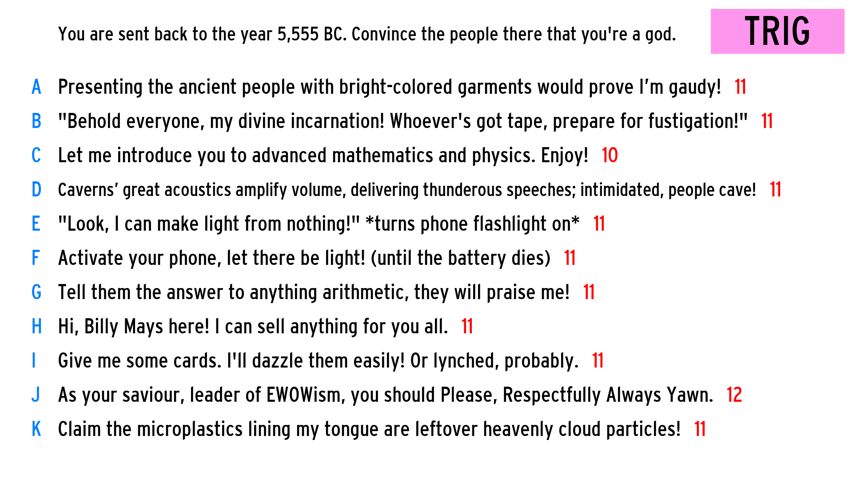 You are sent back to the year 5,555 BC. Convince the people there that you're a god.
TRIG
A Presenting the ancient people with bright-colored garments would prove I'm gaudy! 11
B "Behold everyone, my divine incarnation! Whoever's got tape, prepare for fustigation!" 11
C Let me introduce you to advanced mathematics and physics. Enjoy! 10
D Caverns' great acoustics amplify volume, delivering thunderous speeches; intimidated, people cave! 11
E "Look, I can make light from nothing!" *turns phone flashlight on* 11
F Activate your phone, let there be light! (until the battery dies) 11
G Tell them the answer to anything arithmetic, they will praise me! 11
H Hi, Billy Mays here! I can sell anything for you all. 11
I Give me some cards. I'll dazzle them easily! Or lynched, probably. 11
J As your saviour, leader of EWOWism, you should Please, Respectfully Always Yawn. 12
K Claim the microplastics lining my tongue are leftover heavenly cloud particles! 11